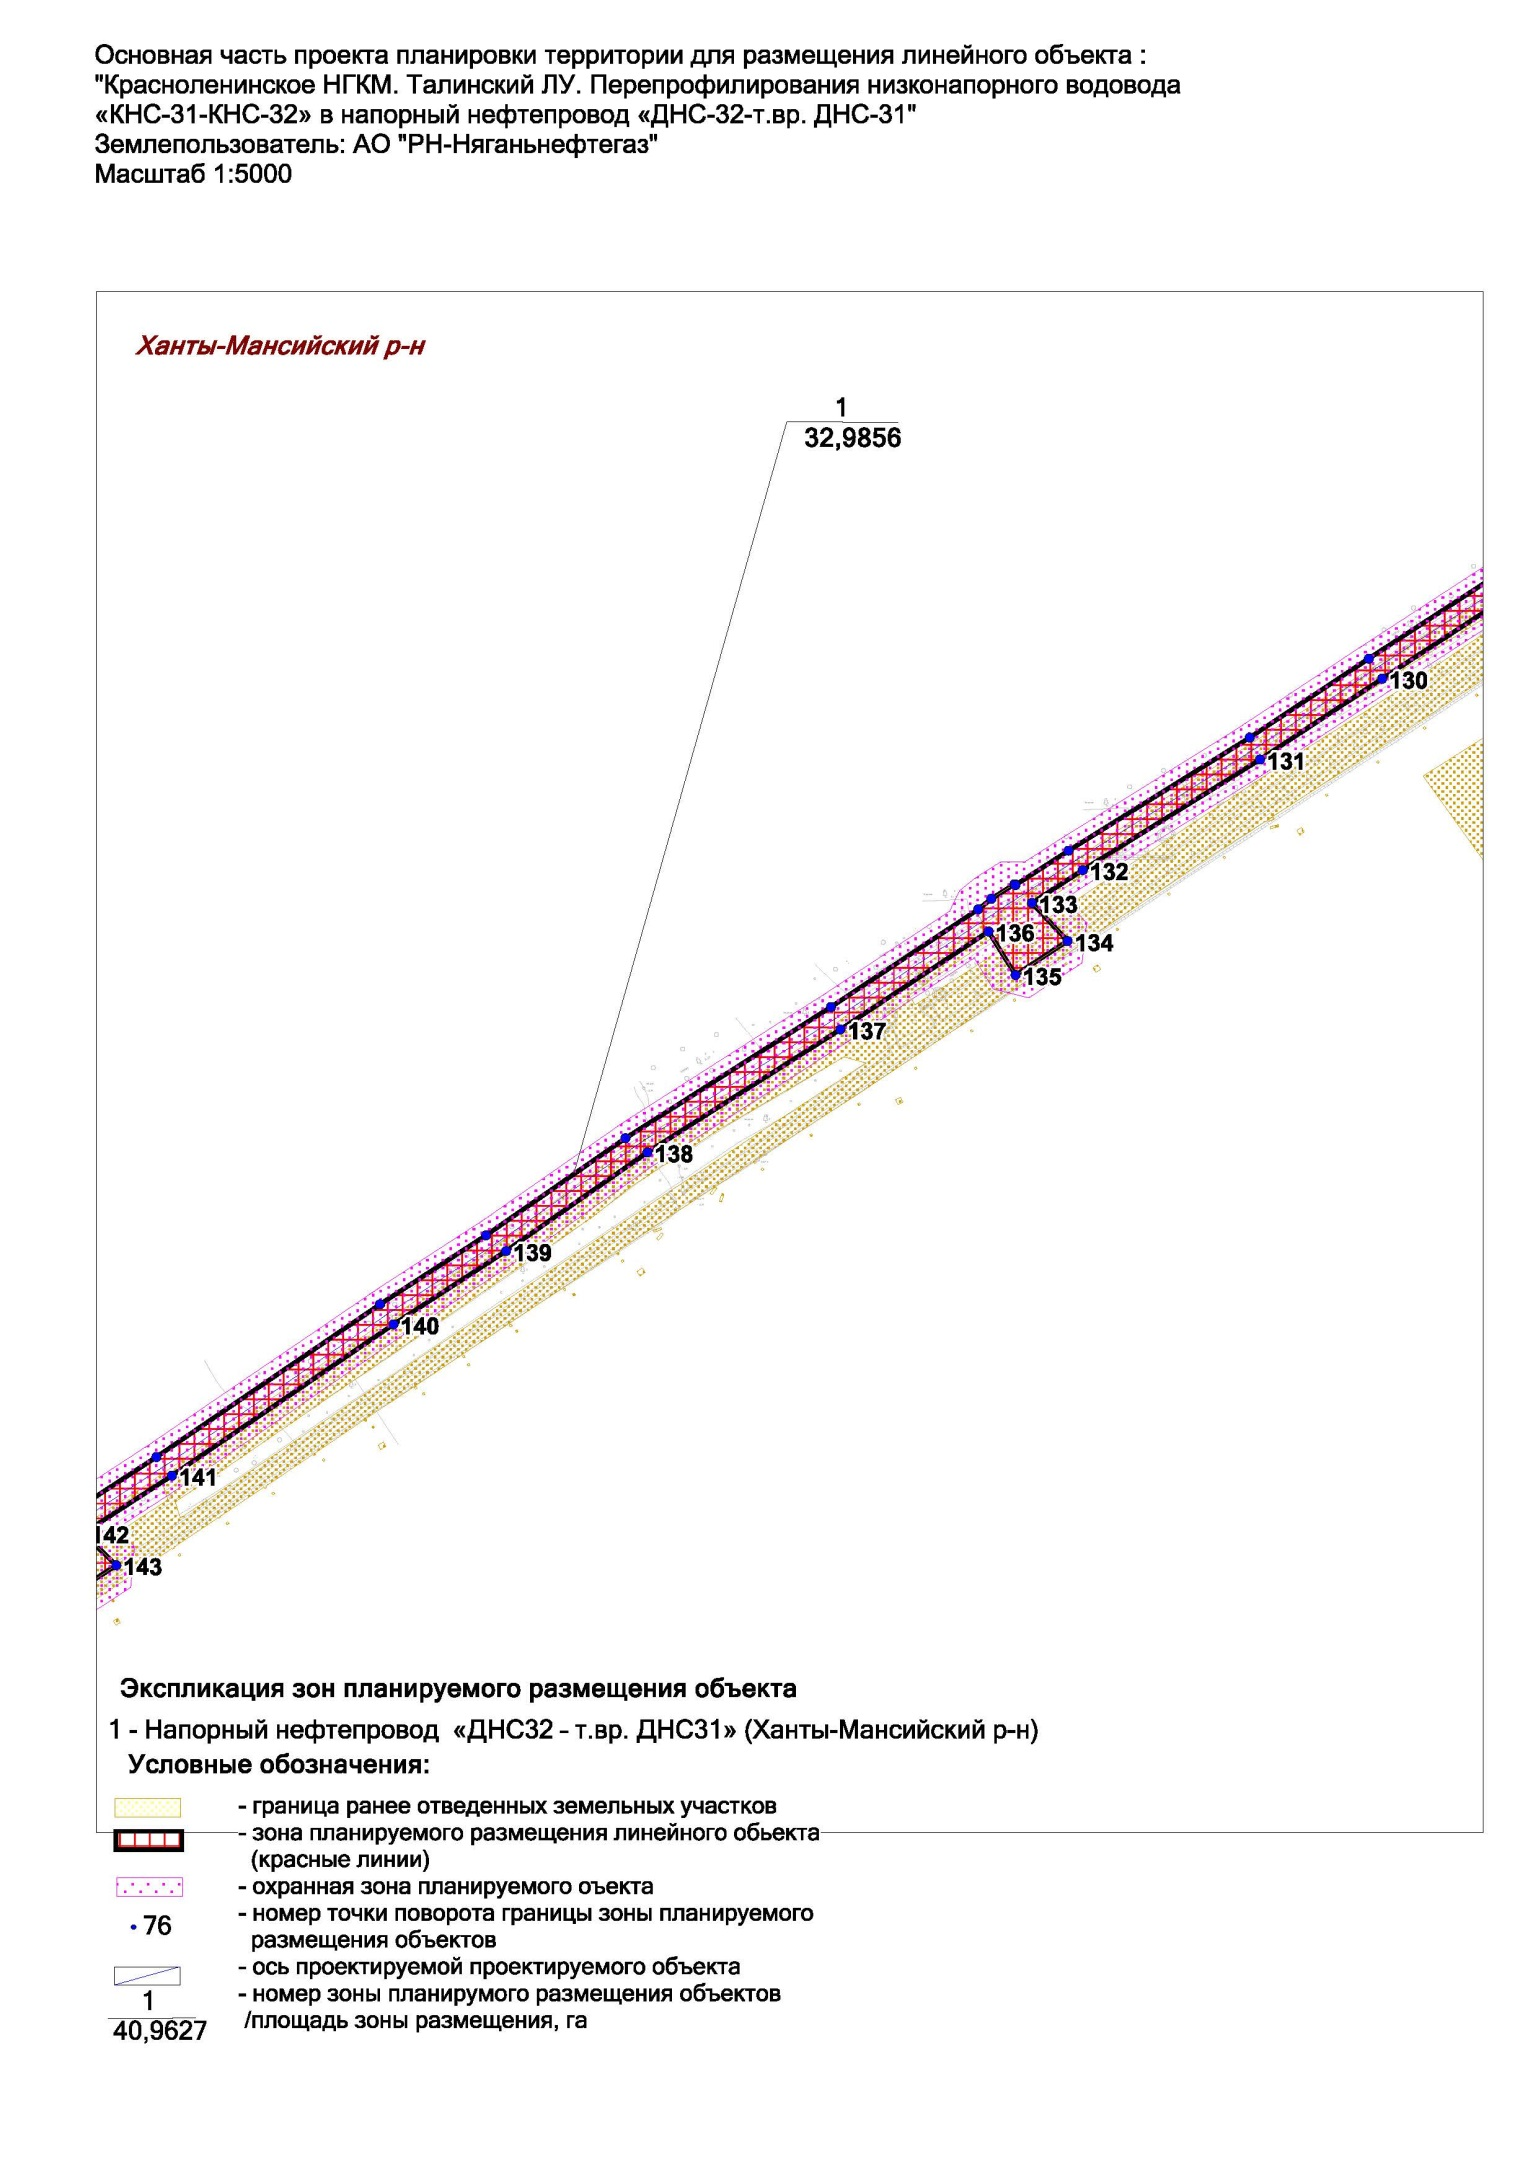 Основная часть проекта планировки территории для размещения линейного объекта :
"Красноленинское НГКМ. Талинский ЛУ. Перепрофилирования низконапорного водовода
«КНС-31-КНС-32» в напорный нефтепровод «ДНС-32-т.вр. ДНС-31"
Землепользователь: АО "РН-Няганьнефтегаз"
Масштаб 1:5000
Ханты-Мансийский р-н
1
32,9856
130
131
132
133
136
134
135
137
138
139
140
141
142
143
Экспликация зон планируемого размещения объекта
1 - Напорный нефтепровод «ДНС32 - т.вр. ДНС31» (Ханты-Мансийский р-н)
Условные обозначения:
- граница ранее отведенных земельных участков
- зона планируемого размещения линейного обьекта
(красные линии)
- охранная зона планируемого оъекта
76
- номер точки поворота границы зоны планируемого
размещения объектов
- ось проектируемой проектируемого объекта
1
- номер зоны планирумого размещения объектов
40,9627
/площадь зоны размещения, га